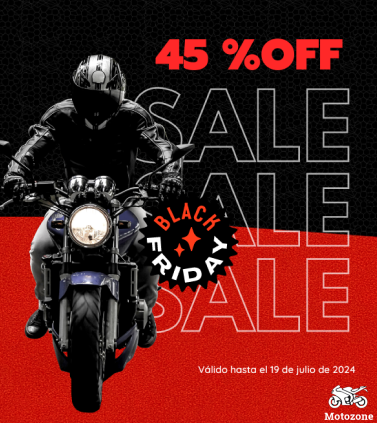 45 %OFF
SALE
SALE
SALE
BLACK
FRIDAY
Válido hasta el 19 de julio de 2024
Motozone